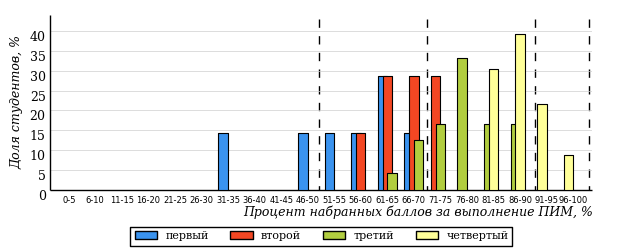 Доля студентов, %
40
35
30
25
20
15
10
5
0
0-5 6-10 11-15 16-20 21-25 26-30 31-35 36-40 41-45 46-50 51-55 56-60 61-65 66-70 71-75 76-80 81-85 86-90 91-95 96-100
Процент набранных баллов за выполнение ПИМ, %
первый второй третий четвертый